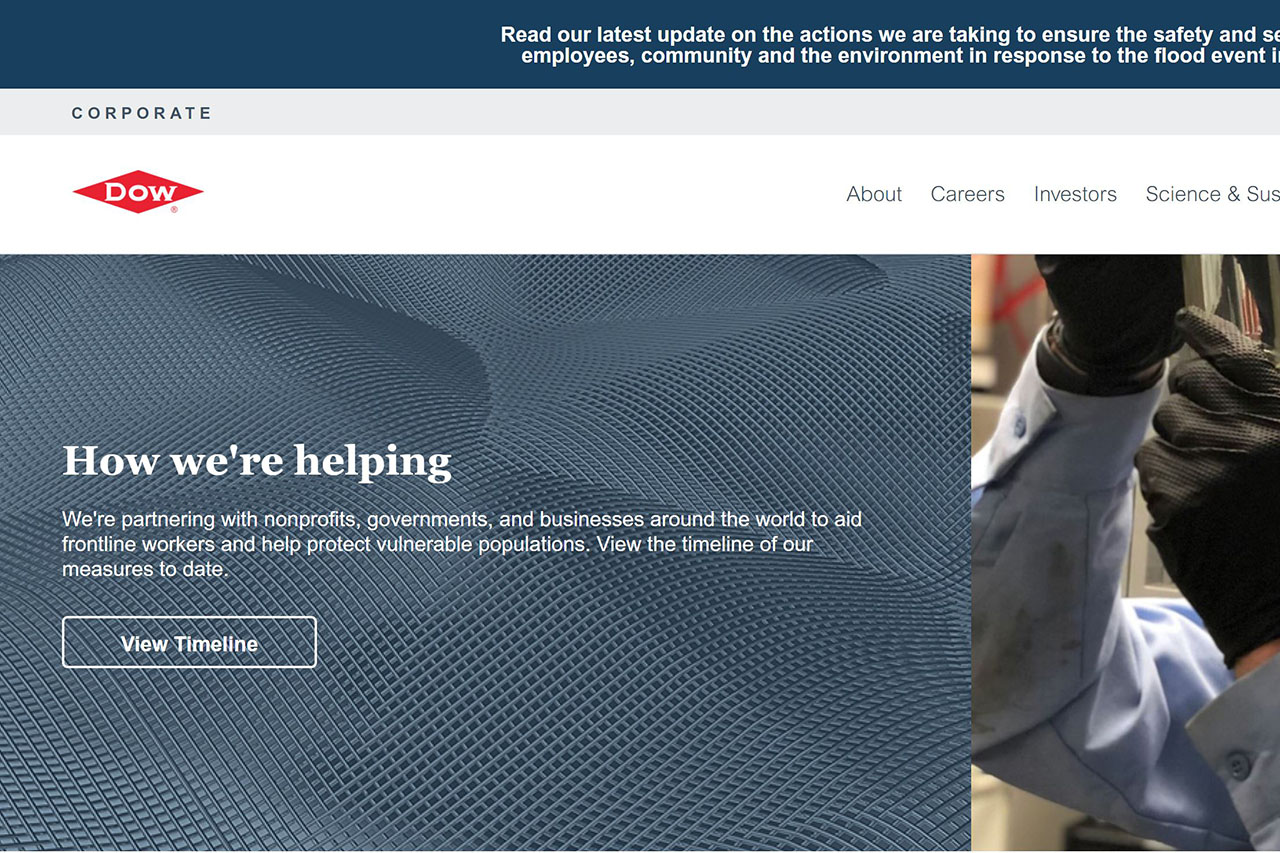 Read our latest update on the actions we are taking to ensure the safety and se
employees, community and the environment in response to the flood event i
CORPORATE
Dow®
About Careers Investors Science & Sus
How we're helping
We're partnering with nonprofits, governments, and businesses around the world to aid
frontline workers and help protect vulnerable populations. View the timeline of our
measures to date.
View Timeline